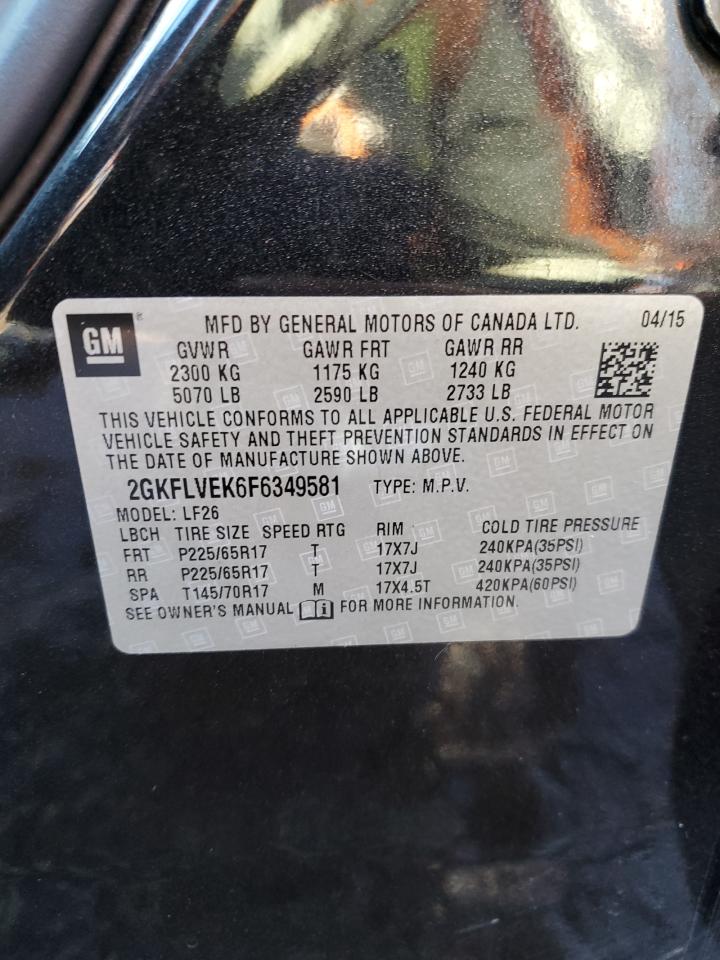 GM ® MFD BY GENERAL MOTORS OF CANADA LTD. 04/15
GVWR GAWR FRT GAWR RR
2300 KG 1175 KG 1240 KG
5070 LB 2590 LB 2733 LB
THIS VEHICLE CONFORMS TO ALL APPLICABLE U.S. FEDERAL MOTOR
VEHICLE SAFETY AND THEFT PREVENTION STANDARDS IN EFFECT ON
THE DATE OF MANUFACTURE SHOWN ABOVE.
2GKFLVEK6F6349581 TYPE: M.P.V.
MODEL: LF26
LBCH TIRE SIZE SPEED RTG RIM COLD TIRE PRESSURE
FRT P225/65R17 T 17X7J 240KPA(35PSI)
RR P225/65R17 T 17X7J 240KPA(35PSI)
SPA T145/70R17 M 17X4.5T 420KPA(60PSI)
SEE OWNER'S MANUAL i FOR MORE INFORMATION.